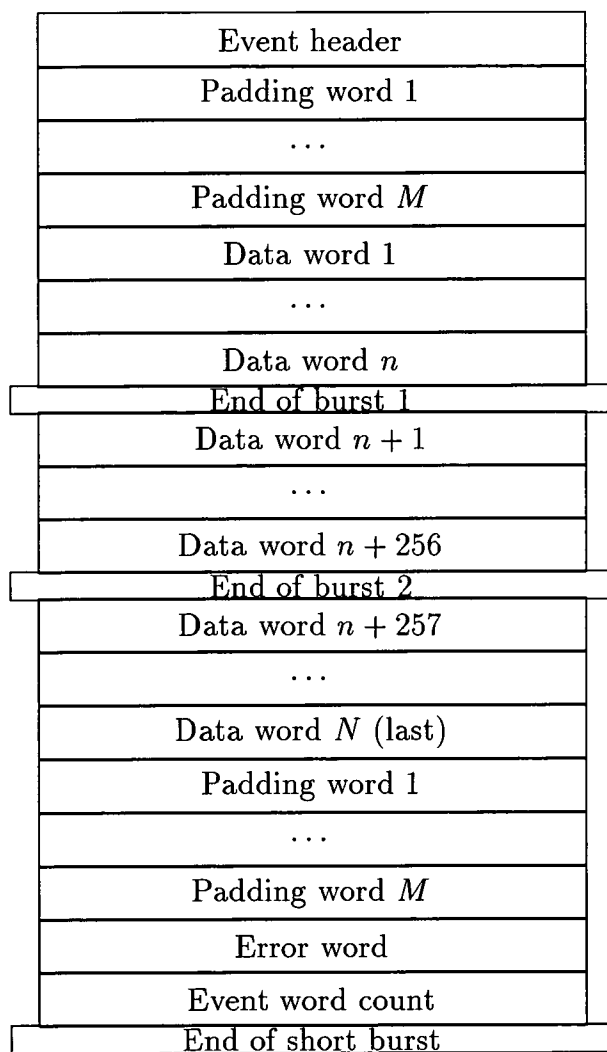 Event header
Padding word 1
...
Padding word M
Data word 1
...
Data word n
End of burst 1
Data word n + 1
...
Data word n + 256
End of burst 2
Data word n + 257
...
Data word N (last)
Padding word 1
...
Padding word M
Error word
Event word count
End of short burst